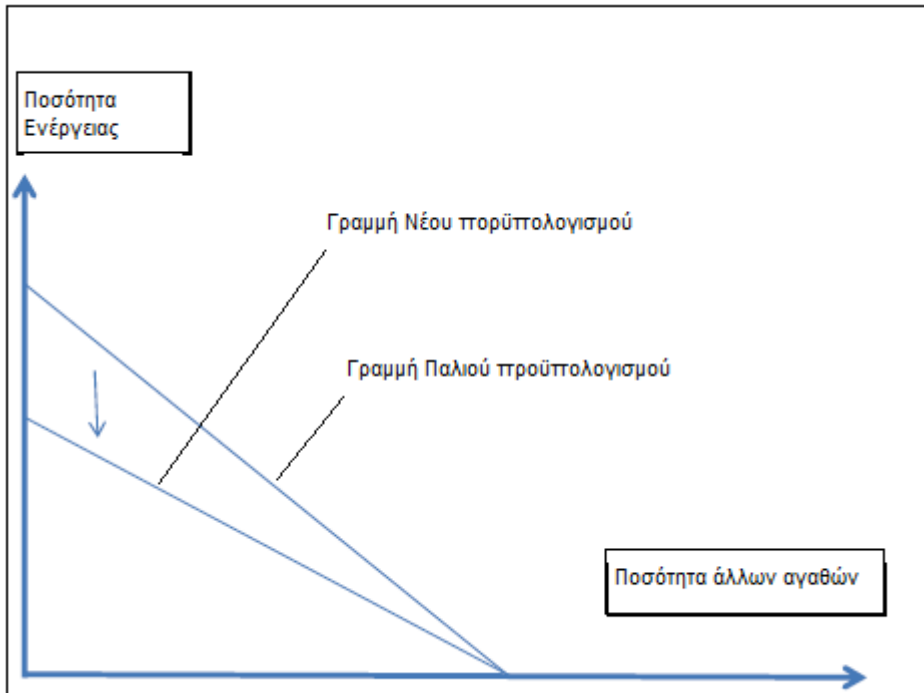 Ποσότητα
Ενέργειας
Γραμμή Νέου πορϋπολογισμού
Γραμμή Παλιού προϋπολογισμού
Ποσότητα άλλων αγαθών